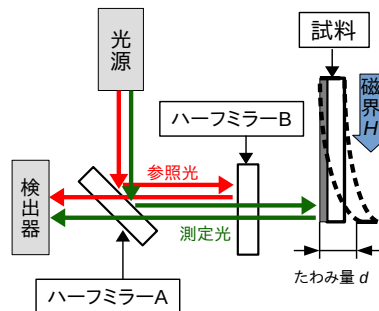 光源
試料
ハーフミラーB
磁界
H
参照光
検出器
測定光
たわみ量 d
ハーフミラーA